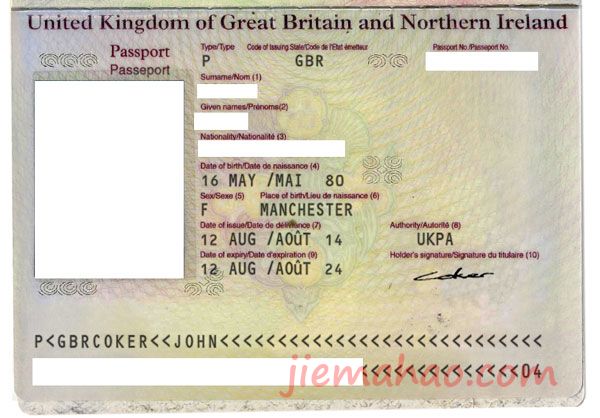 United Kingdom of Great Britain and Northern Ireland
Passport
Passeport
Type/Type Code of Issuing State/Code de l'Etat émetteur Passport No./Passeport No.
P GBR
Surname/Nom (1)
Given names/Prénoms(2)
Nationality/Nationalité (3)
Date of birth/Date de naissance (4)
16 MAY /MAI 80
Sex/Sexe (5) Place of birth/Lieu de naissance (6)
F MANCHESTER
Date of issue/Date de délivrance (7) Authority/Autorité (8)
12 AUG /AOÛT 14 UKPA
Date of expiry/Date d'expiration (9) Holder's signature/Signature du titulaire (10)
12 AUG /AOÛT 24
Coker
P<GBRCOKER<<JOHN<<<<<<<<<<<<<<<<<<<<<<<<<<<<
<<<<<<<<<<<<<<04
jiemahao.com